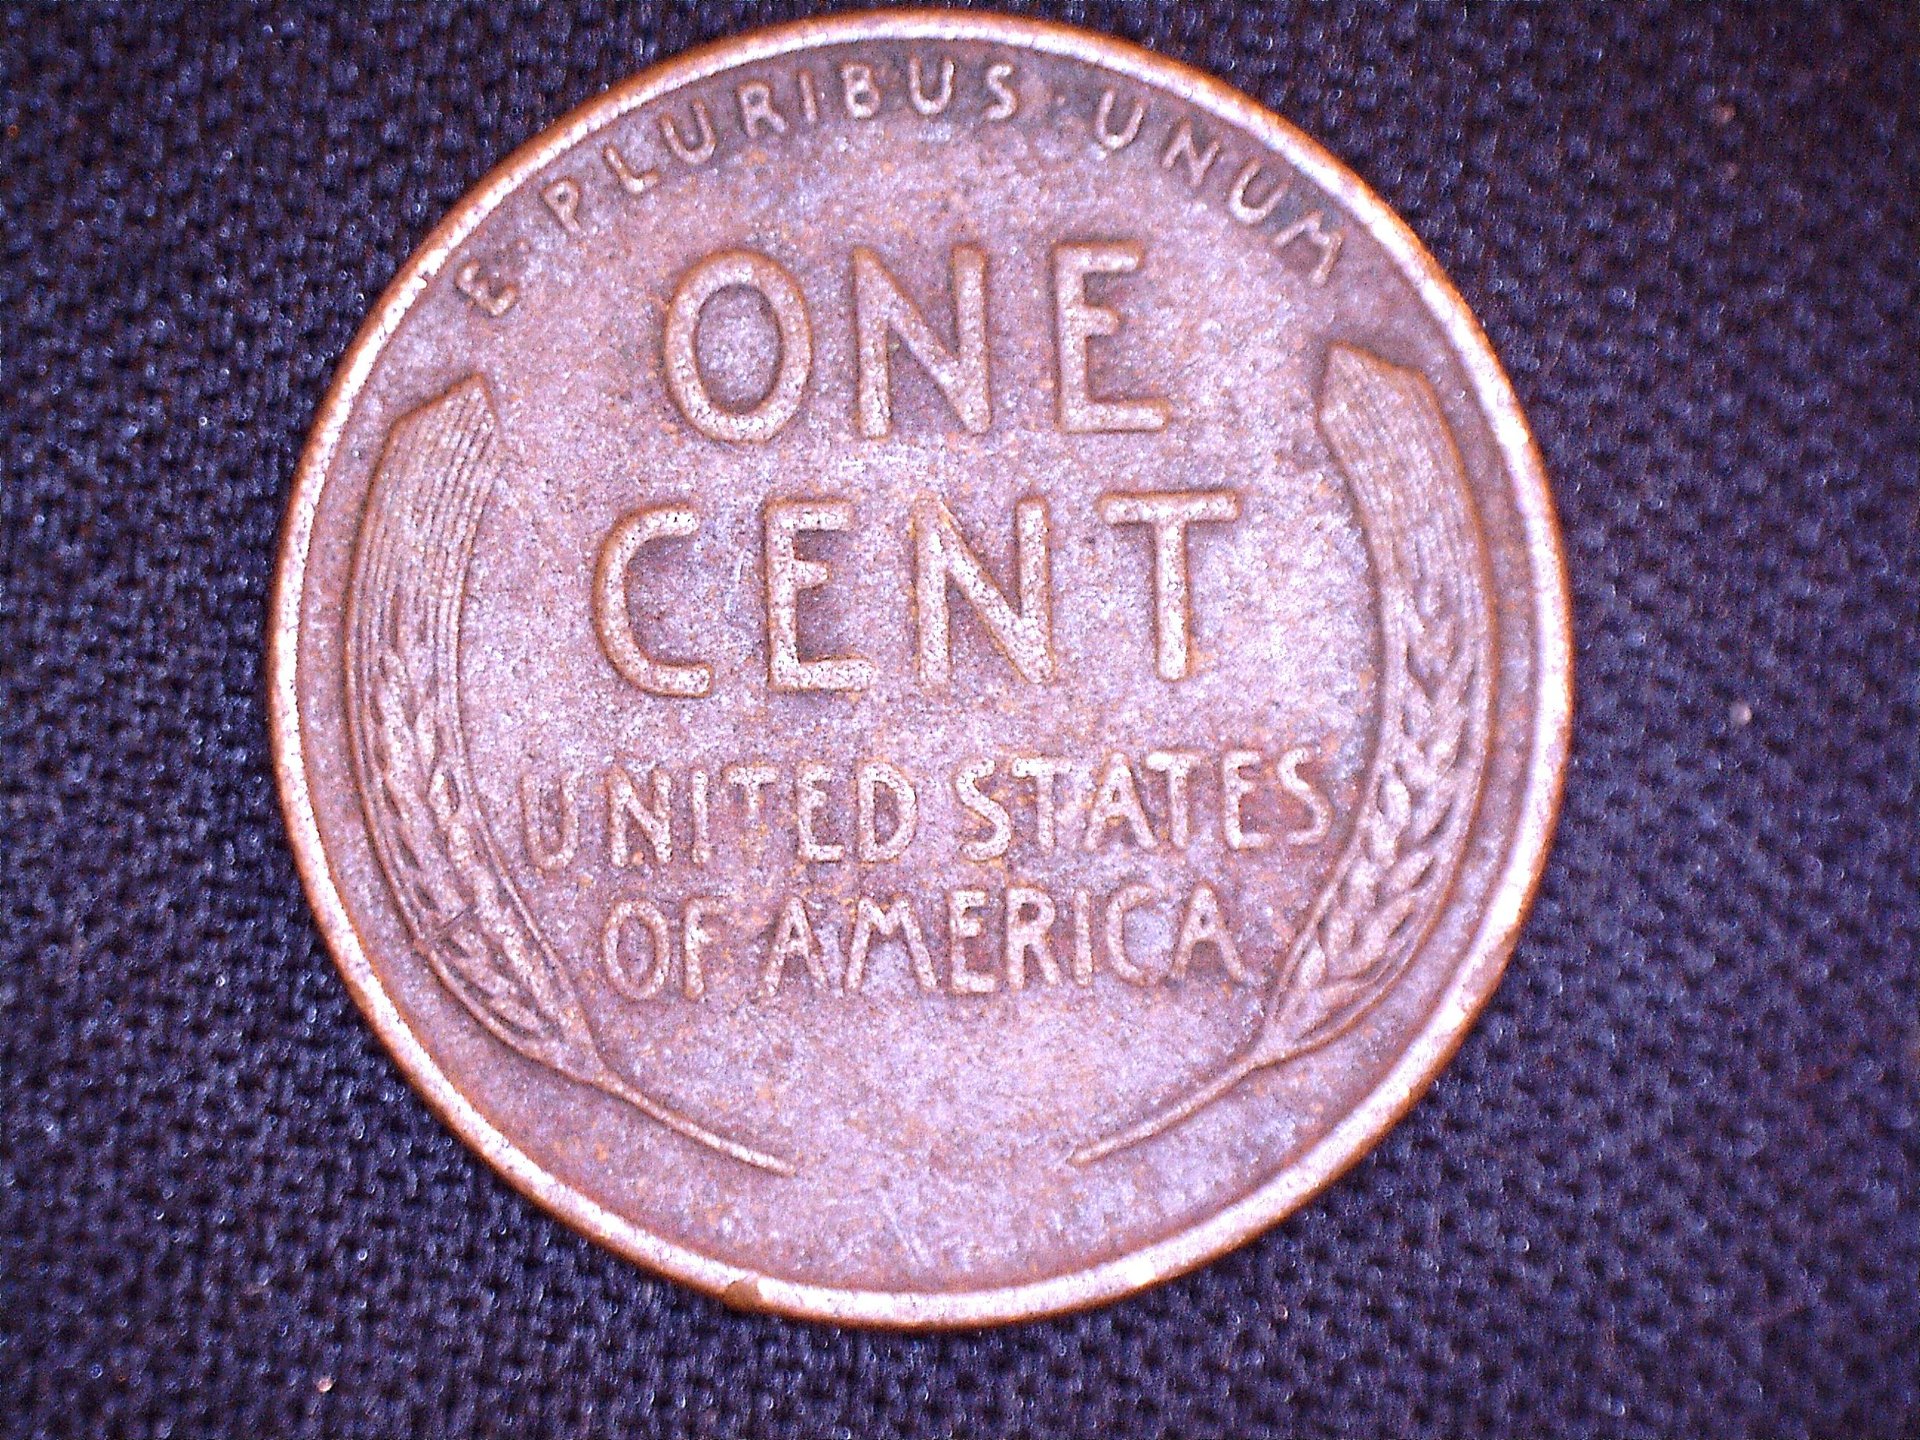 E · PLURIBUS · UNUM
ONE
CENT
UNITED STATES
OF AMERICA